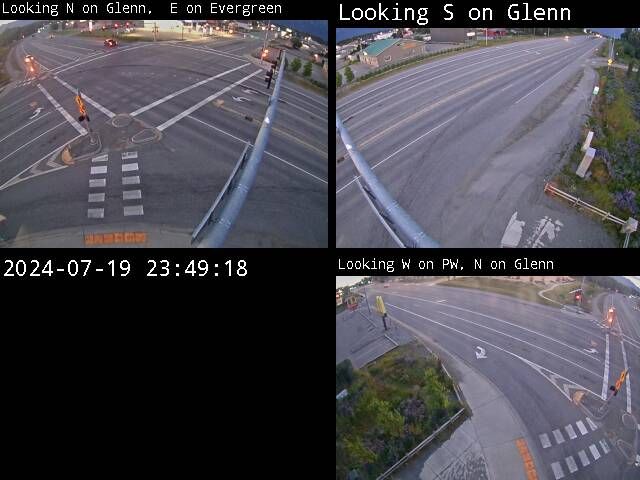 Looking N on Glenn,  E on Evergreen
Looking S on Glenn
2024-07-19 23:49:18
Looking W on PW, N on Glenn